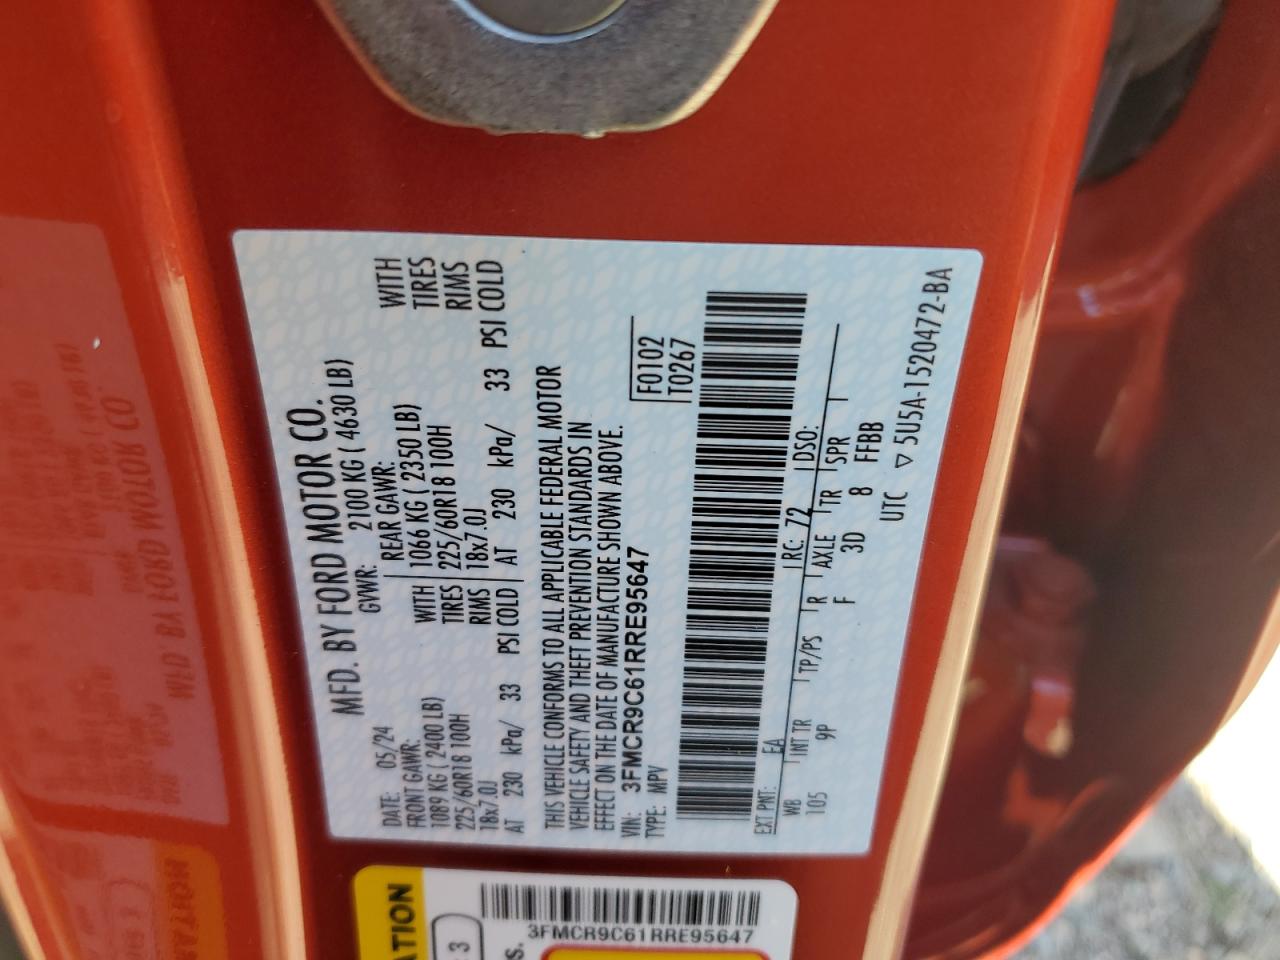 MFD. BY FORD MOTOR CO.
DATE: 05/24 GVWR: 2100 KG ( 4630 LB)
FRONT GAWR: REAR GAWR:
1089 KG ( 2400 LB) WITH 1066 KG ( 2350 LB) WITH
225/60R18 100H TIRES 225/60R18 100H TIRES
18x7.0J RIMS 18x7.0J RIMS
AT 230 kPa/ 33 PSI COLD AT 230 kPa/ 33 PSI COLD
THIS VEHICLE CONFORMS TO ALL APPLICABLE FEDERAL MOTOR
VEHICLE SAFETY AND THEFT PREVENTION STANDARDS IN
EFFECT ON THE DATE OF MANUFACTURE SHOWN ABOVE.
VIN: 3FMCR9C61RRE95647 F0102
TYPE: MPV T0267
EXT PNT: EA RC: 72 DSO:
WB INT TR TP/PS R AXLE TR SPR
105 9P F 3D 8 FFBB
UTC ▽ 5U5A-1520472-BA
3FMCR9C61RRE95647